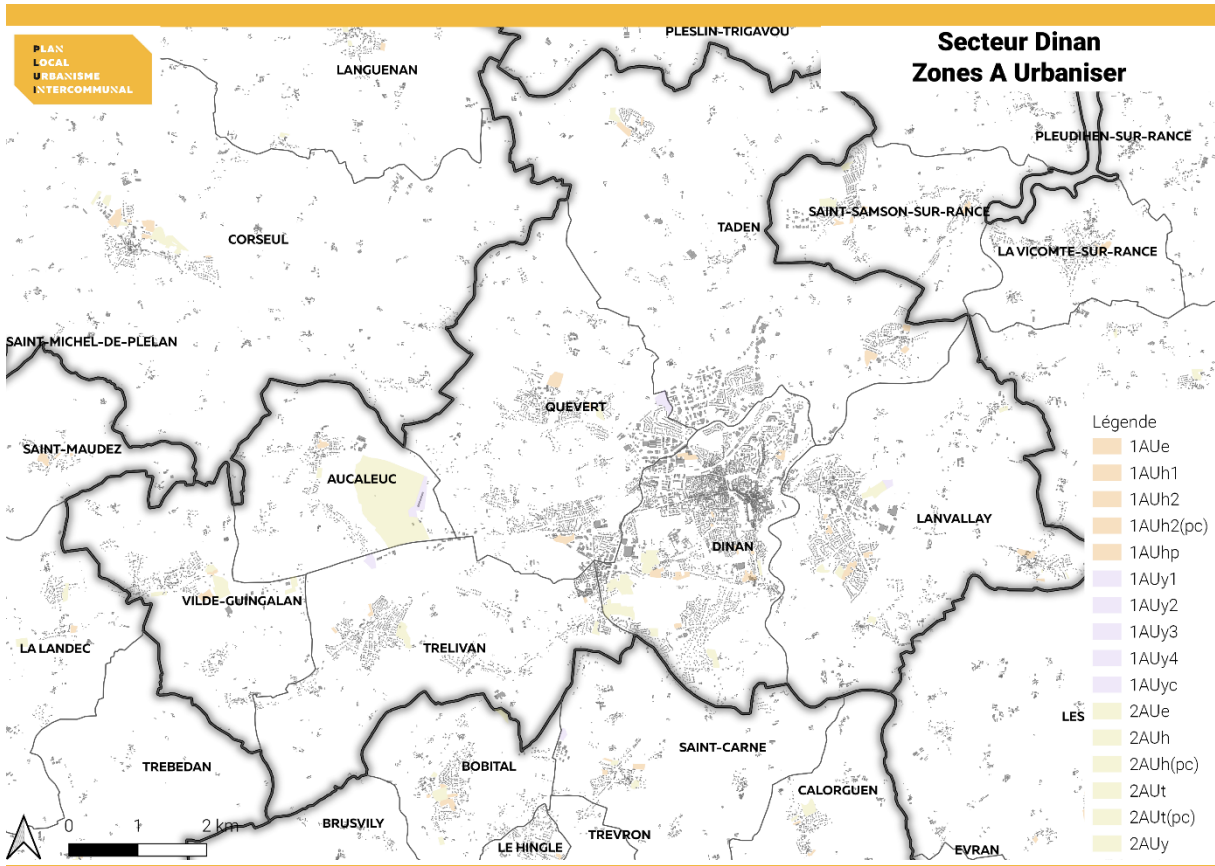 PLAN
LOCAL
URBANISME
INTERCOMMUNAL
Secteur Dinan
Zones A Urbaniser
PLESLIN-TRIGAVOU
LANGUENAN
PLEUDIHEN-SUR-RANCE
SAINT-SAMSON-SUR-RANCE
TADEN
CORSEUL
LA VICOMTE-SUR-RANCE
SAINT-MICHEL-DE-PLELAN
QUEVERT
SAINT-MAUDEZ
AUCALEUC
LANVALLAY
DINAN
VILDE-GUINGALAN
LA LANDEC
TRELIVAN
LES
SAINT-CARNE
TREBEDAN
BOBITAL
CALORGUEN
BRUSVILY
TREVRON
LE HINGLE
EVRAN
0 1 2 km
Légende
1AUe
1AUh1
1AUh2
1AUh2(pc)
1AUhp
1AUy1
1AUy2
1AUy3
1AUy4
1AUyc
2AUe
2AUh
2AUh(pc)
2AUt
2AUt(pc)
2AUy